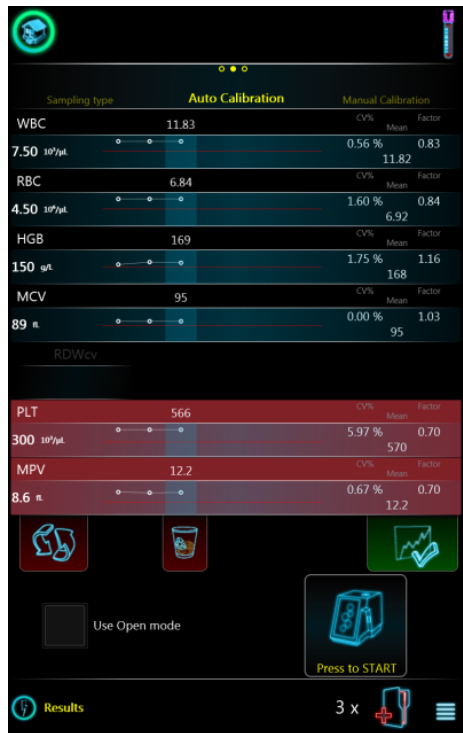 Sampling type Auto Calibration Manual Calibration
WBC 11.83 CV% Mean Factor
7.50 10³/µL 0.56 % 11.82 0.83
RBC 6.84 CV% Mean Factor
4.50 10⁶/µL 1.60 % 6.92 0.84
HGB 169 CV% Mean Factor
150 g/L 1.75 % 168 1.16
MCV 95 CV% Mean Factor
89 fL 0.00 % 95 1.03
RDWcv
PLT 566 CV% Mean Factor
300 10³/µL 5.97 % 570 0.70
MPV 12.2 CV% Mean Factor
8.6 fL 0.67 % 12.2 0.70
Use Open mode
Press to START
Results 3 x